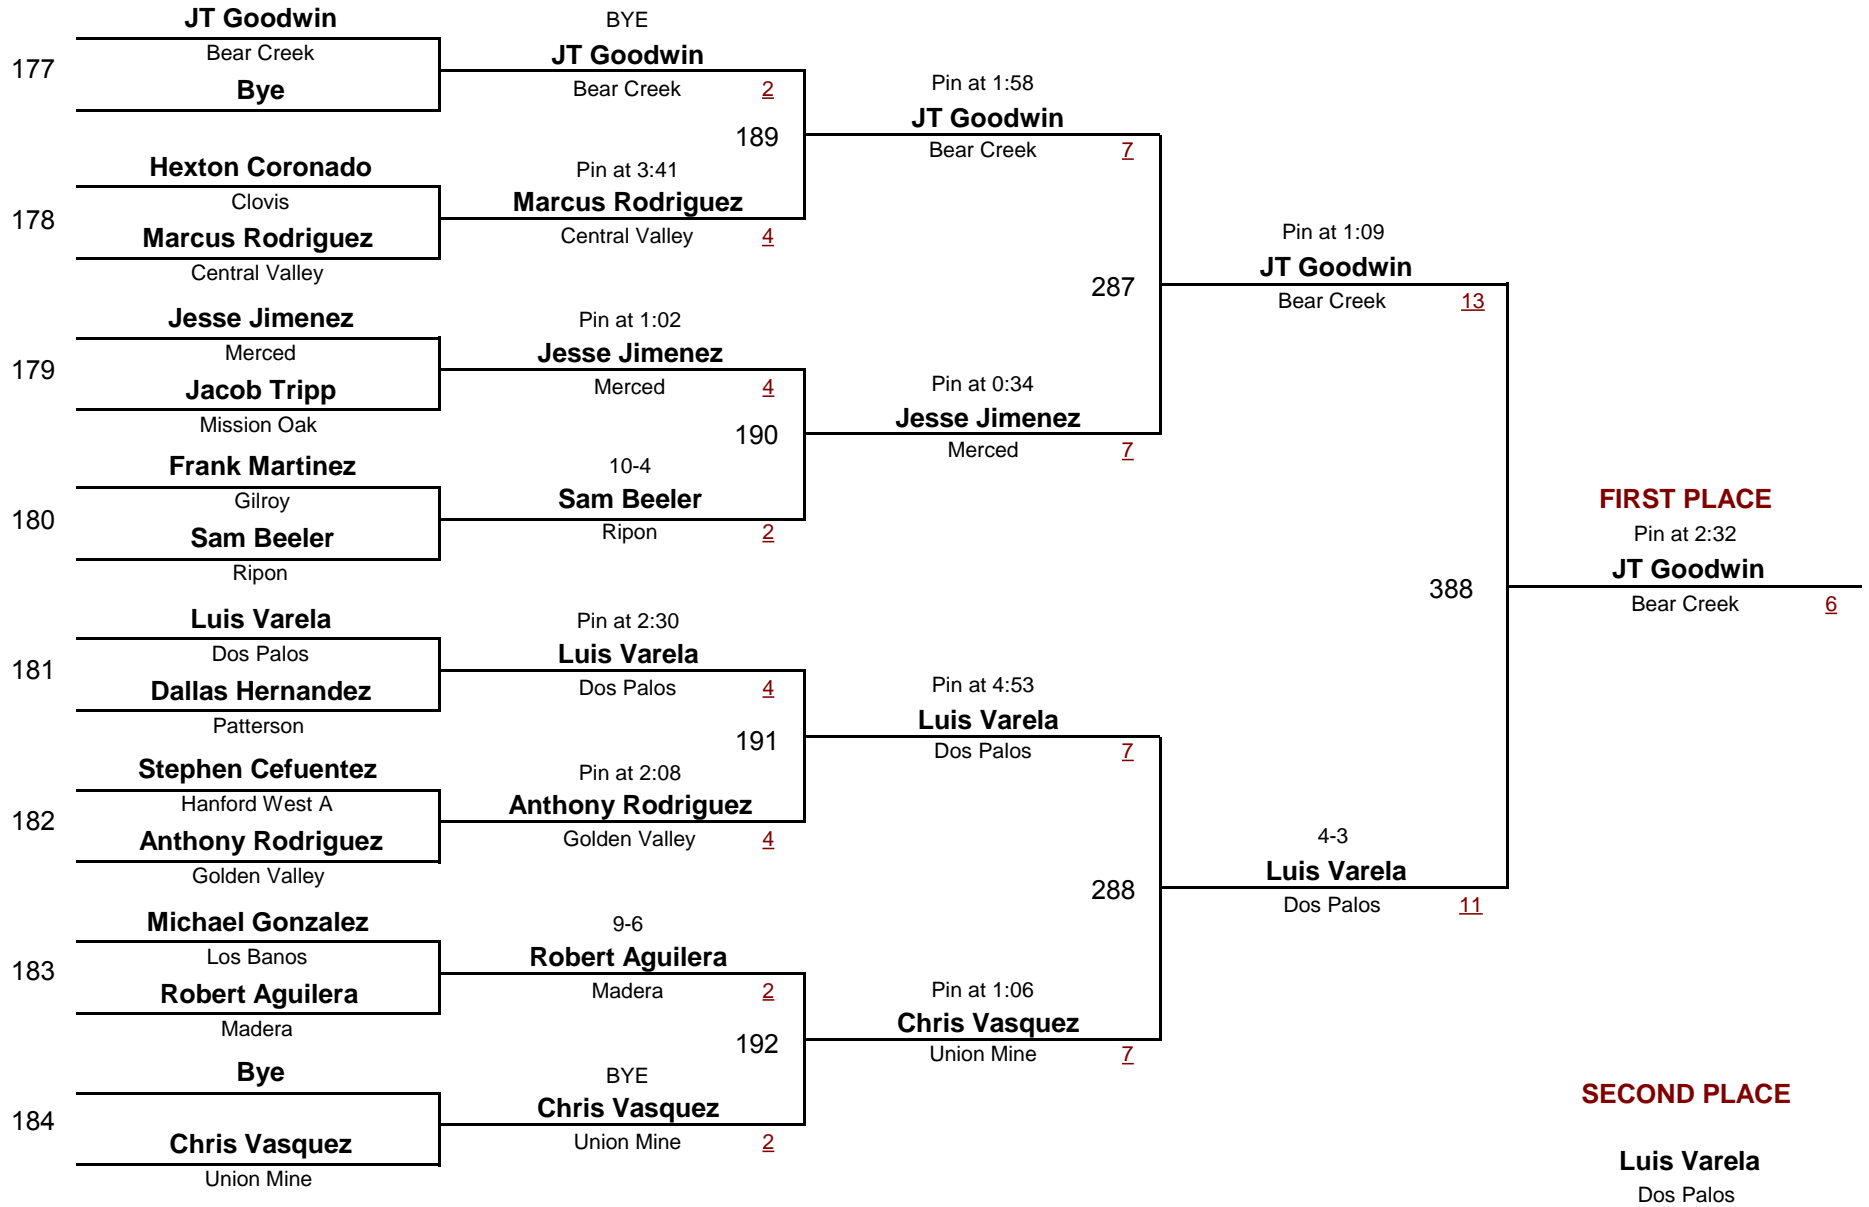 JT Goodwin
Bear Creek
177
Bye
Hexton Coronado
Clovis
178
Marcus Rodriguez
Central Valley
Jesse Jimenez
Merced
179
Jacob Tripp
Mission Oak
Frank Martinez
Gilroy
180
Sam Beeler
Ripon
Luis Varela
Dos Palos
181
Dallas Hernandez
Patterson
Stephen Cefuentez
Hanford West A
182
Anthony Rodriguez
Golden Valley
Michael Gonzalez
Los Banos
183
Robert Aguilera
Madera
Bye
184
Chris Vasquez
Union Mine
BYE
JT Goodwin
Bear Creek 2
189
Pin at 3:41
Marcus Rodriguez
Central Valley 4
Pin at 1:02
Jesse Jimenez
Merced 4
190
10-4
Sam Beeler
Ripon 2
Pin at 2:30
Luis Varela
Dos Palos 4
191
Pin at 2:08
Anthony Rodriguez
Golden Valley 4
9-6
Robert Aguilera
Madera 2
192
BYE
Chris Vasquez
Union Mine 2
Pin at 1:58
JT Goodwin
Bear Creek 7
287
Pin at 0:34
Jesse Jimenez
Merced 7
Pin at 4:53
Luis Varela
Dos Palos 7
288
Pin at 1:06
Chris Vasquez
Union Mine 7
Pin at 1:09
JT Goodwin
Bear Creek 13
388
4-3
Luis Varela
Dos Palos 11
FIRST PLACE
Pin at 2:32
JT Goodwin
Bear Creek 6
SECOND PLACE
Luis Varela
Dos Palos